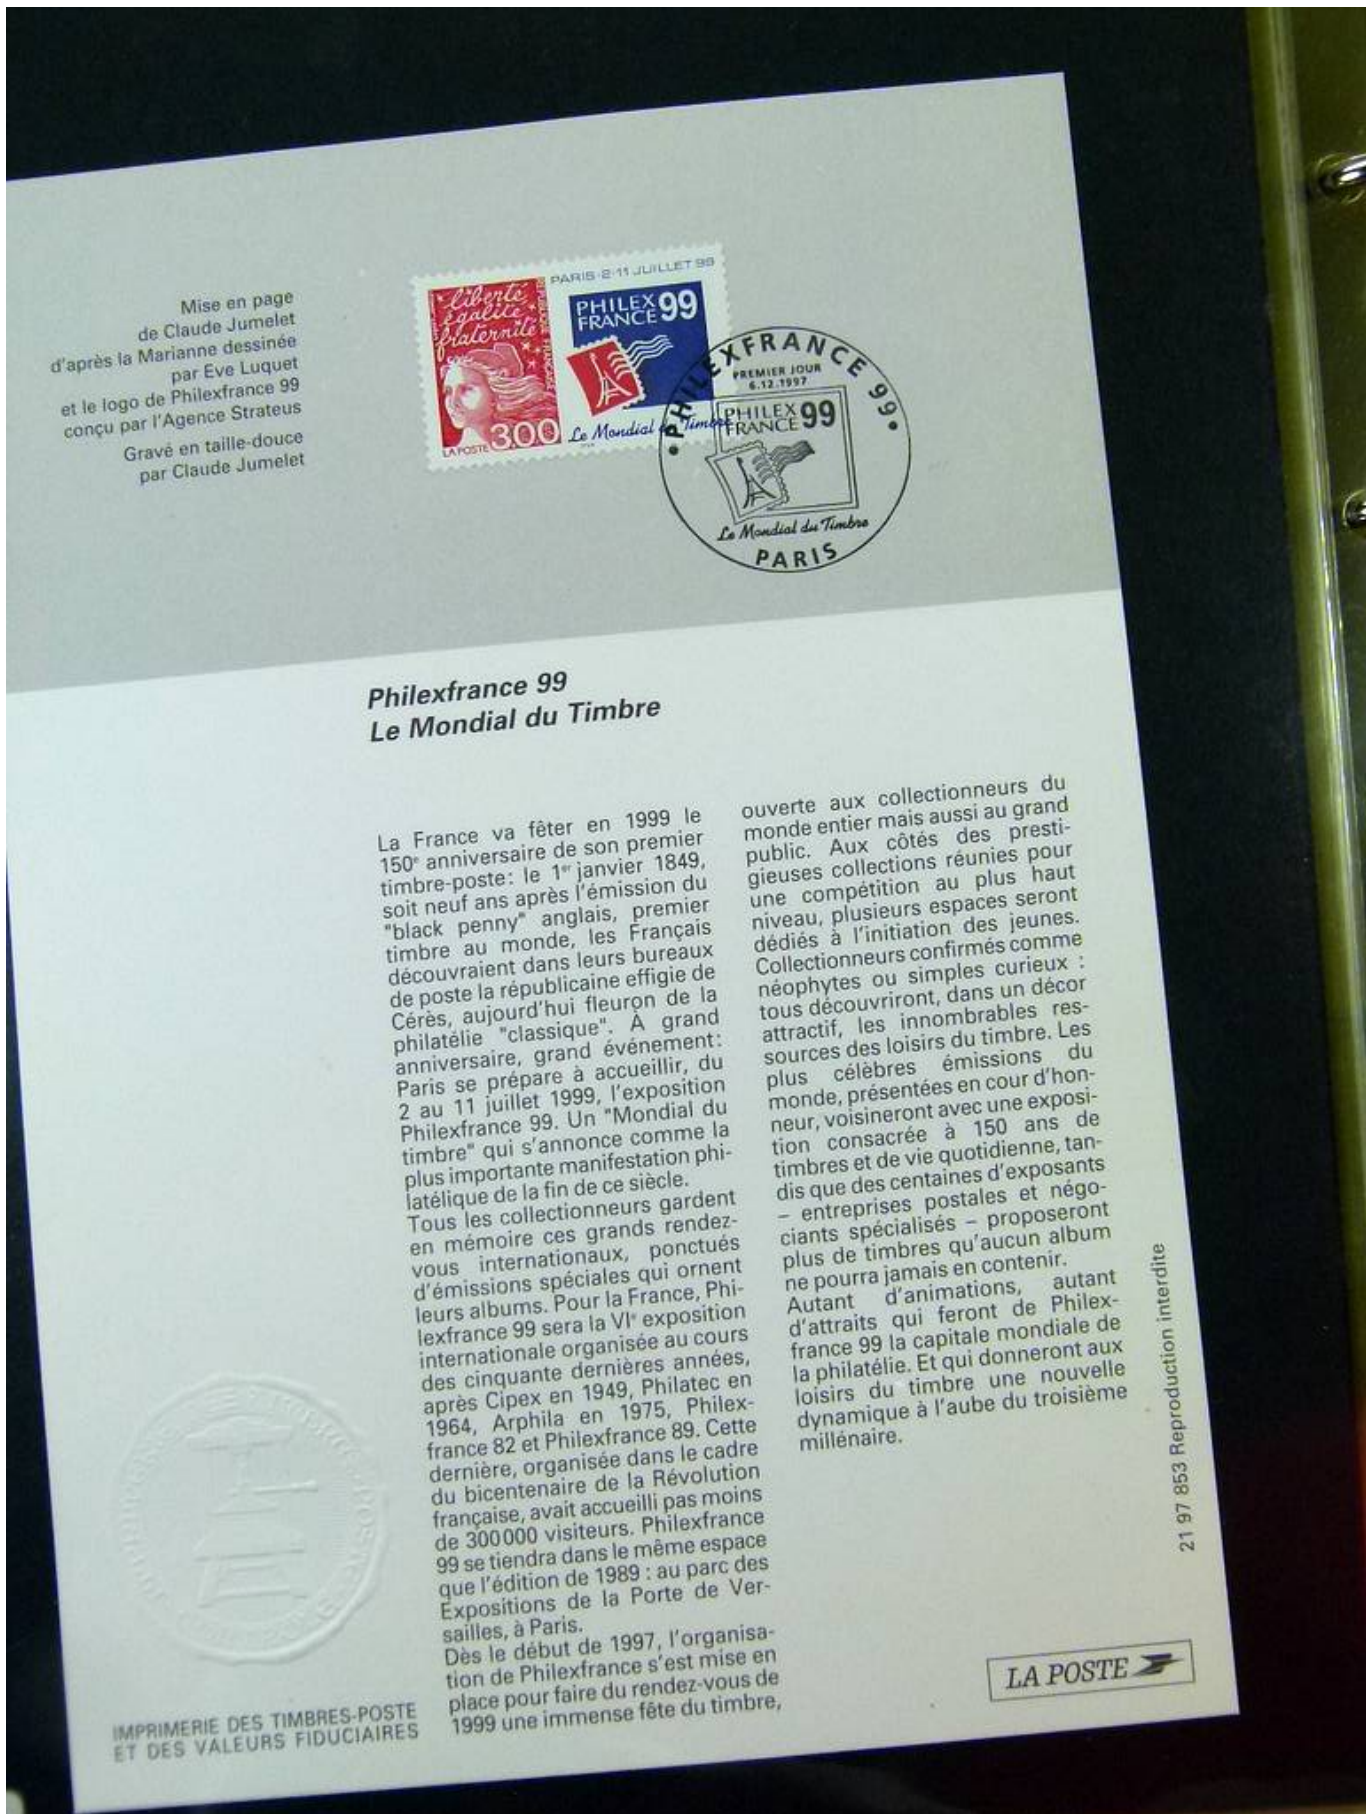 Mise en page
de Claude Jumelet
d'après la Marianne dessinée
par Eve Luquet
et le logo de Philexfrance 99
conçu par l'Agence Strateus
Gravé en taille-douce
par Claude Jumelet
liberté
égalité
fraternité
RÉPUBLIQUE FRANÇAISE
LA POSTE 3,00
PARIS·2·11 JUILLET 99
PHILEX
FRANCE 99
Le Mondial du Timbre
• PHILEXFRANCE 99 •
PREMIER JOUR
6.12.1997
PHILEX
FRANCE 99
Le Mondial du Timbre
PARIS
Philexfrance 99
Le Mondial du Timbre
La France va fêter en 1999 le
150e anniversaire de son premier
timbre-poste: le 1er janvier 1849,
soit neuf ans après l'émission du
"black penny" anglais, premier
timbre au monde, les Français
découvraient dans leurs bureaux
de poste la républicaine effigie de
Cérès, aujourd'hui fleuron de la
philatélie "classique". À grand
anniversaire, grand événement:
Paris se prépare à accueillir, du
2 au 11 juillet 1999, l'exposition
Philexfrance 99. Un "Mondial du
timbre" qui s'annonce comme la
plus importante manifestation phi-
latélique de la fin de ce siècle.
Tous les collectionneurs gardent
en mémoire ces grands rendez-
vous internationaux, ponctués
d'émissions spéciales qui ornent
leurs albums. Pour la France, Phi-
lexfrance 99 sera la VIe exposition
internationale organisée au cours
des cinquante dernières années,
après Cipex en 1949, Philatec en
1964, Arphila en 1975, Philex-
france 82 et Philexfrance 89. Cette
dernière, organisée dans le cadre
du bicentenaire de la Révolution
française, avait accueilli pas moins
de 300 000 visiteurs. Philexfrance
99 se tiendra dans le même espace
que l'édition de 1989 : au parc des
Expositions de la Porte de Ver-
sailles, à Paris.
Dès le début de 1997, l'organisa-
tion de Philexfrance s'est mise en
place pour faire du rendez-vous de
1999 une immense fête du timbre,
ouverte aux collectionneurs du
monde entier mais aussi au grand
public. Aux côtés des presti-
gieuses collections réunies pour
une compétition au plus haut
niveau, plusieurs espaces seront
dédiés à l'initiation des jeunes.
Collectionneurs confirmés comme
néophytes ou simples curieux :
tous découvriront, dans un décor
attractif, les innombrables res-
sources des loisirs du timbre. Les
plus célèbres émissions du
monde, présentées en cour d'hon-
neur, voisineront avec une exposi-
tion consacrée à 150 ans de
timbres et de vie quotidienne, tan-
dis que des centaines d'exposants
– entreprises postales et négo-
ciants spécialisés – proposeront
plus de timbres qu'aucun album
ne pourra jamais en contenir.
Autant d'animations, autant
d'attraits qui feront de Philex-
france 99 la capitale mondiale de
la philatélie. Et qui donneront aux
loisirs du timbre une nouvelle
dynamique à l'aube du troisième
millénaire.
21 97 853 Reproduction interdite
IMPRIMERIE DES TIMBRES-POSTE
ET DES VALEURS FIDUCIAIRES
LA POSTE